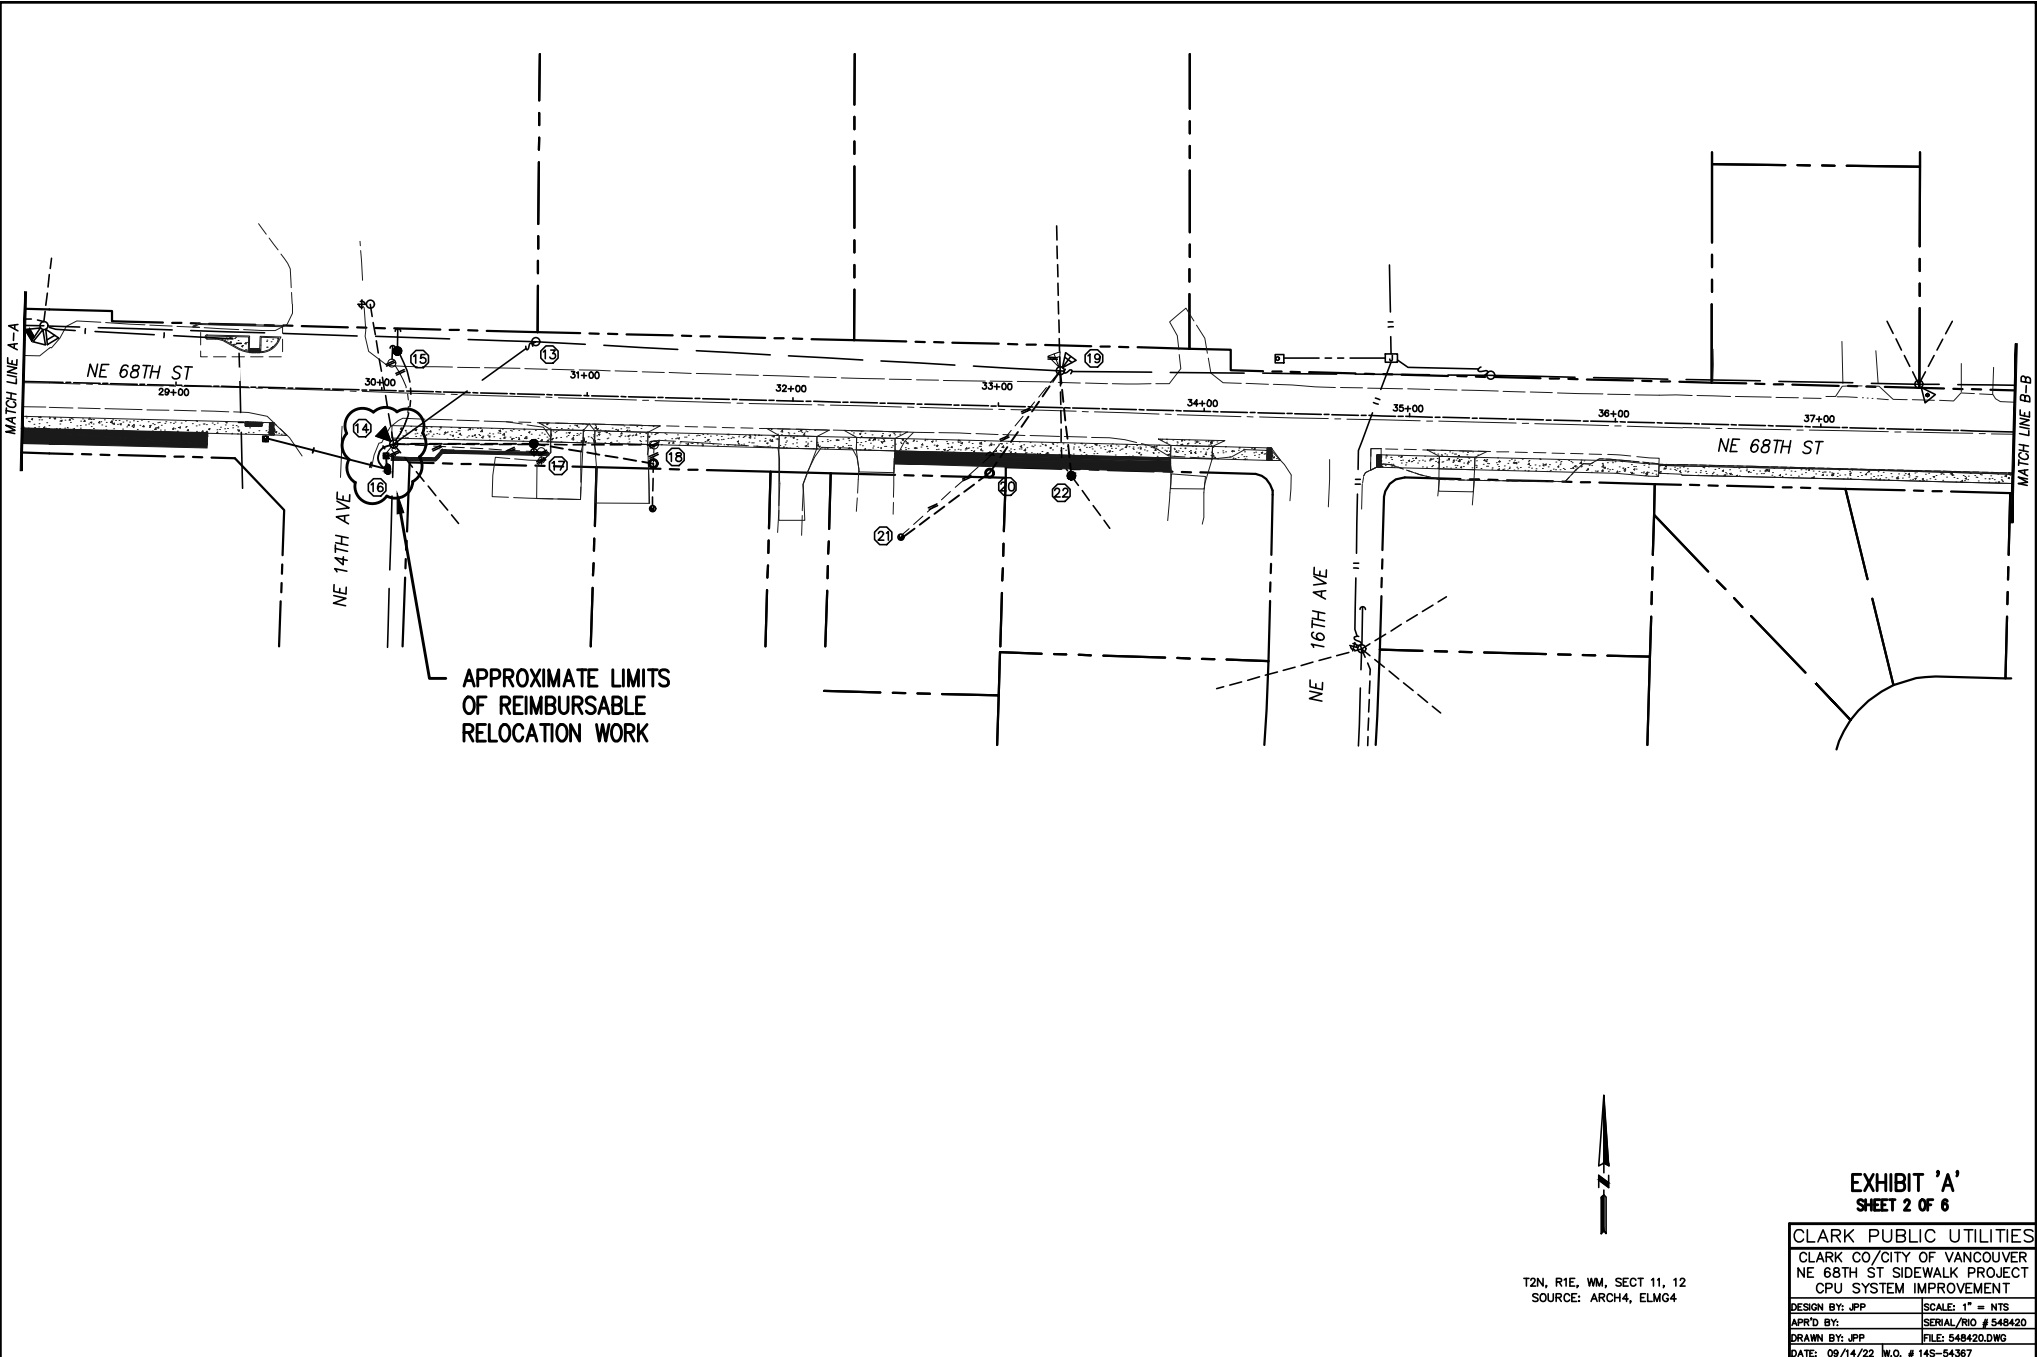 MATCH LINE A-A
NE 68TH ST
29+00
30+00
31+00
32+00
33+00
34+00
35+00
36+00
37+00
NE 68TH ST
MATCH LINE B-B
13
14
15
16
17
18
19
20
21
22
NE 14TH AVE
NE 16TH AVE
APPROXIMATE LIMITS
OF REIMBURSABLE
RELOCATION WORK
N
T2N, R1E, WM, SECT 11, 12
SOURCE: ARCH4, ELMG4
EXHIBIT 'A'
SHEET 2 OF 6
CLARK PUBLIC UTILITIES
CLARK CO/CITY OF VANCOUVER
NE 68TH ST SIDEWALK PROJECT
CPU SYSTEM IMPROVEMENT
DESIGN BY: JPP SCALE: 1" = NTS
APR'D BY: SERIAL/RIO # 548420
DRAWN BY: JPP FILE: 548420.DWG
DATE: 09/14/22 W.O. # 14S-54367